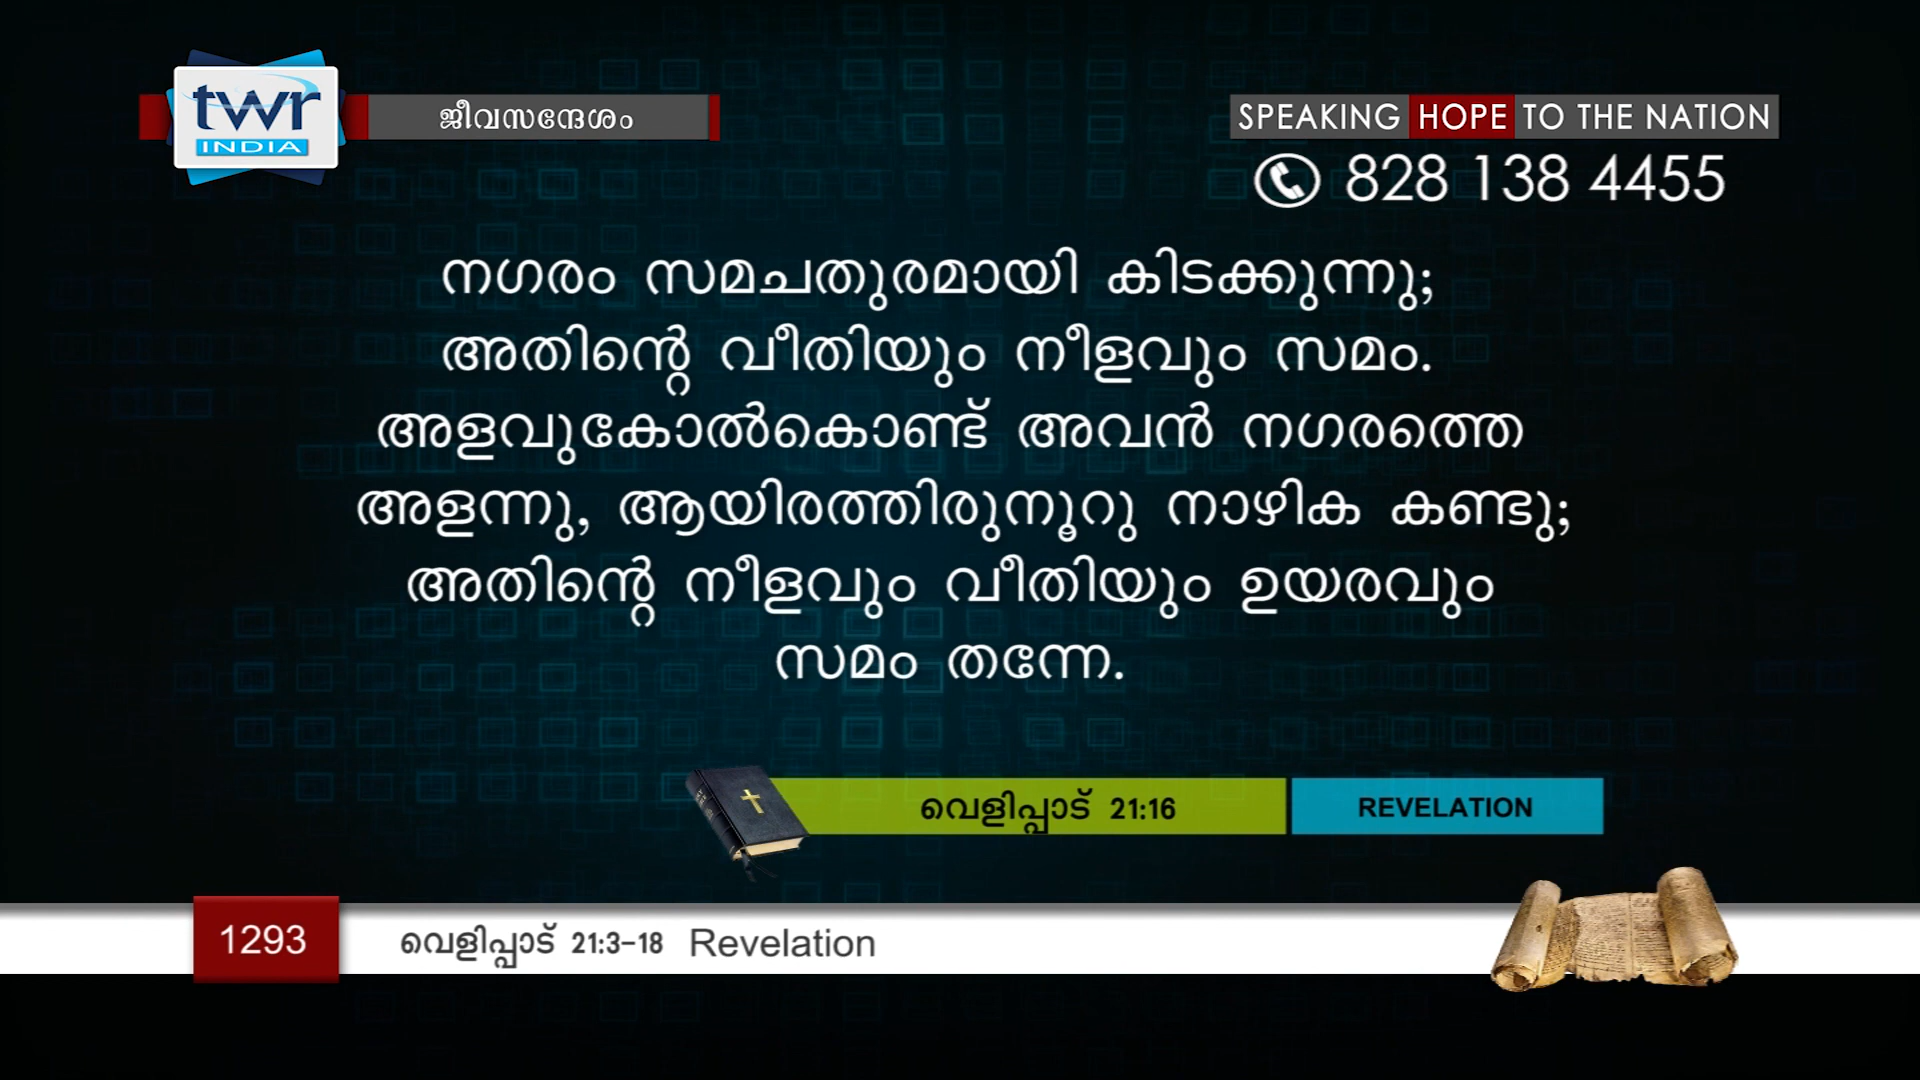 twr
INDIA
ജീവസന്ദേശം
SPEAKING HOPE TO THE NATION
828 138 4455
നഗരം സമചതുരമായി കിടക്കുന്നു;
അതിന്റെ വീതിയും നീളവും സമം.
അളവുകോൽകൊണ്ട് അവൻ നഗരത്തെ
അളന്നു, ആയിരത്തിരുനൂറു നാഴിക കണ്ടു;
അതിന്റെ നീളവും വീതിയും ഉയരവും
സമം തന്നേ.
വെളിപ്പാട് 21:16
REVELATION
1293
വെളിപ്പാട് 21:3-18 Revelation